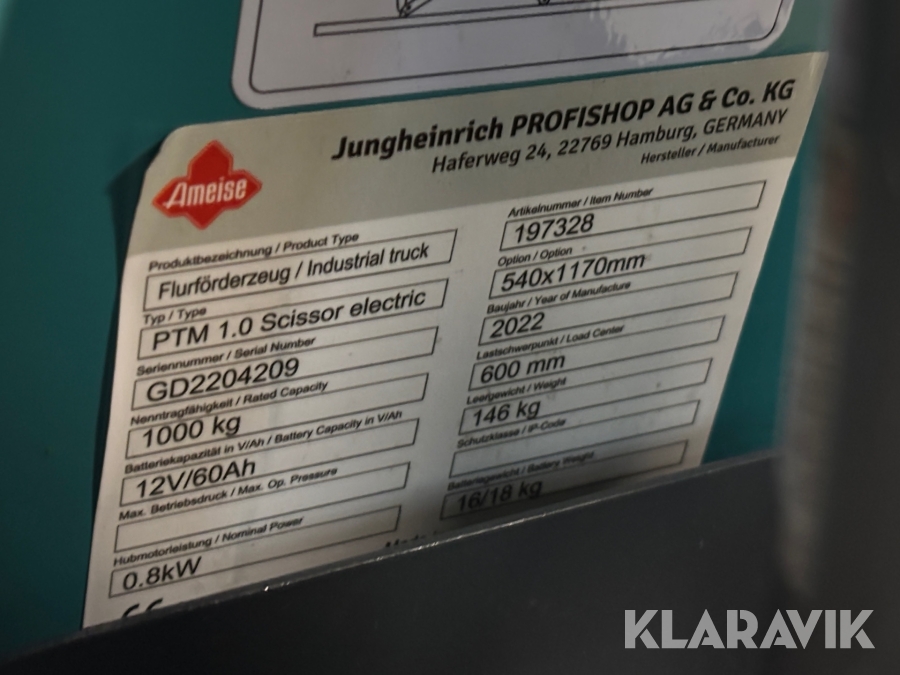 Ameise
Jungheinrich PROFISHOP AG & Co. KG
Haferweg 24, 22769 Hamburg, GERMANY
Hersteller / Manufacturer
Produktbezeichnung / Product Type
Flurförderzeug / Industrial truck
Typ / Type
PTM 1.0 Scissor electric
Seriennummer / Serial Number
GD2204209
Nenntragfähigkeit / Rated Capacity
1000 kg
Batteriekapazität in V/Ah / Battery Capacity in V/Ah
12V/60Ah
Max. Betriebsdruck / Max. Op. Pressure
Hubmotorleistung / Nominal Power
0.8kW
CE
Artikelnummer / Item Number
197328
Option / Option
540x1170mm
Baujahr / Year of Manufacture
2022
Lastschwerpunkt / Load Center
600 mm
Leergewicht / Weight
146 kg
Schutzklasse / IP-Code
Batteriegewicht / Battery Weight
16/18 kg
KLARAVIK